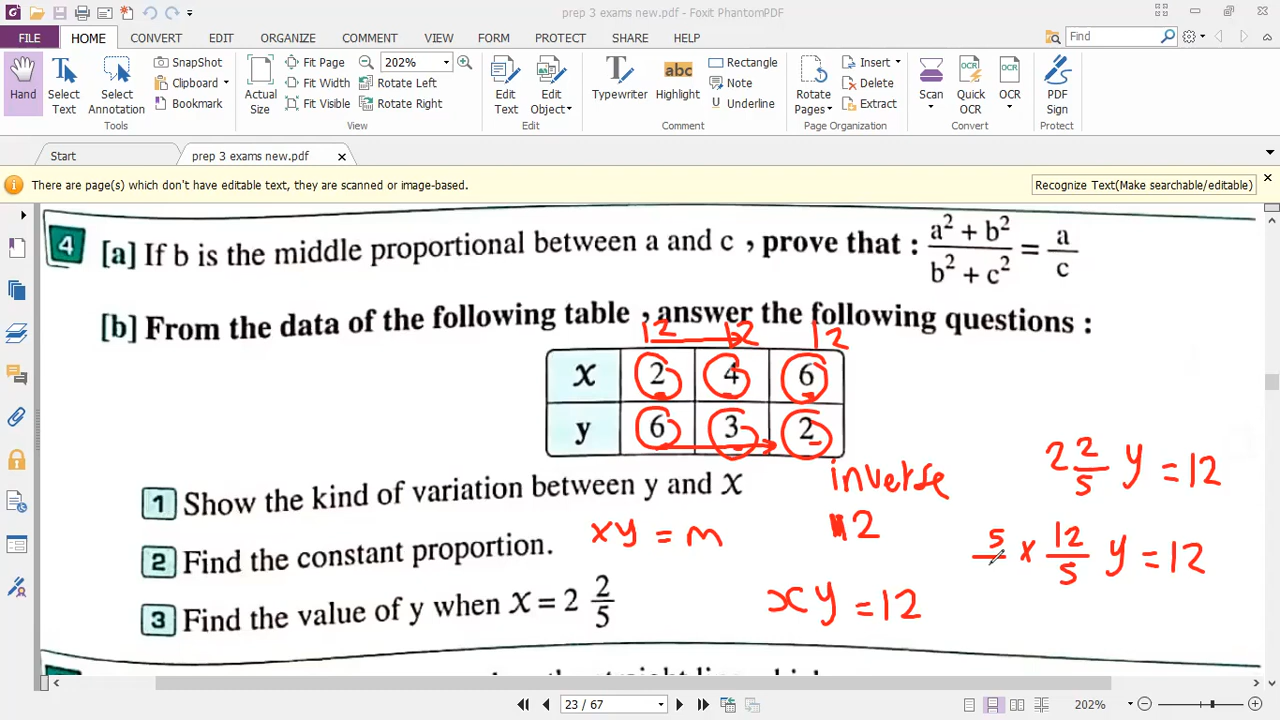 prep 3 exams new.pdf - Foxit PhantomPDF
FILE HOME CONVERT EDIT ORGANIZE COMMENT VIEW FORM PROTECT SHARE HELP Find
Hand Select Text Select Annotation SnapShot Clipboard Bookmark Actual Size Fit Page Fit Width Fit Visible 202% Rotate Left Rotate Right Edit Text Edit Object Typewriter abc Highlight Rectangle Note Underline Rotate Pages Insert Delete Extract OCR Scan Quick OCR OCR OCR PDF Sign
Tools View Edit Comment Page Organization Convert Protect
Start prep 3 exams new.pdf
There are page(s) which don't have editable text, they are scanned or image-based. Recognize Text(Make searchable/editable)
4 [a] If b is the middle proportional between a and c , prove that : (a² + b²)/(b² + c²) = a/c
[b] From the data of the following table , answer the following questions :
12 12 12
x 2 4 6
y 6 3 2
1 Show the kind of variation between y and x
inverse
2 2/5 y = 12
2 Find the constant proportion.
xy = m
12
5 × 12/5 y = 12
3 Find the value of y when x = 2 2/5
xy = 12
23 / 67 202%